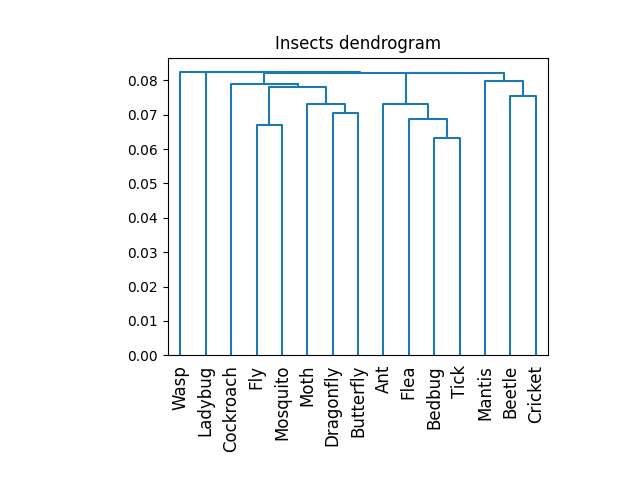 Insects dendrogram
0.08
0.07
0.06
0.05
0.04
0.03
0.02
0.01
0.00
Wasp
Ladybug
Cockroach
Fly
Mosquito
Moth
Dragonfly
Butterfly
Ant
Flea
Bedbug
Tick
Mantis
Beetle
Cricket